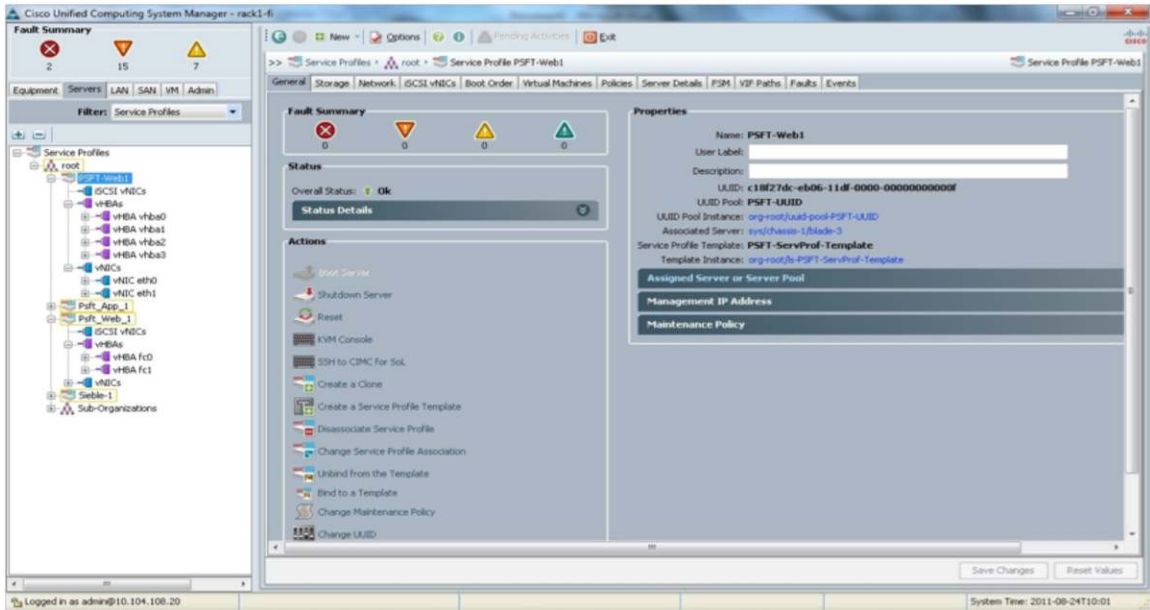 Cisco Unified Computing System Manager - rack1-fi
Fault Summary
2 15 7
Equipment Servers LAN SAN VM Admin
Filter: Service Profiles
Service Profiles
root
PSFT-Web1
iSCSI vNICs
vHBAs
vHBA vhba0
vHBA vhba1
vHBA vhba2
vHBA vhba3
vNICs
vNIC eth0
vNIC eth1
Psft_App_1
Psft_Web_1
iSCSI vNICs
vHBAs
vHBA fc0
vHBA fc1
vNICs
Sieble-1
Sub-Organizations
New Options Pending Activities Exit
CISCO
>> Service Profiles root Service Profile PSFT-Web1
Service Profile PSFT-Web1
General Storage Network iSCSI vNICs Boot Order Virtual Machines Policies Server Details FSM VIF Paths Faults Events
Fault Summary
0 0 0 0
Status
Overall Status: Ok
Status Details
Actions
Boot Server
Shutdown Server
Reset
KVM Console
SSH to CIMC for SoL
Create a Clone
Create a Service Profile Template
Disassociate Service Profile
Change Service Profile Association
Unbind from the Template
Bind to a Template
Change Maintenance Policy
Change UUID
Properties
Name: PSFT-Web1
User Label:
Description:
UUID: c18f27dc-eb06-11df-0000-00000000000f
UUID Pool: PSFT-UUID
UUID Pool Instance: org-root/uuid-pool-PSFT-UUID
Associated Server: sys/chassis-1/blade-3
Service Profile Template: PSFT-ServProf-Template
Template Instance: org-root/ls-PSFT-ServProf-Template
Assigned Server or Server Pool
Management IP Address
Maintenance Policy
Save Changes Reset Values
Logged in as admin@10.104.108.20
System Time: 2011-08-24T10:01